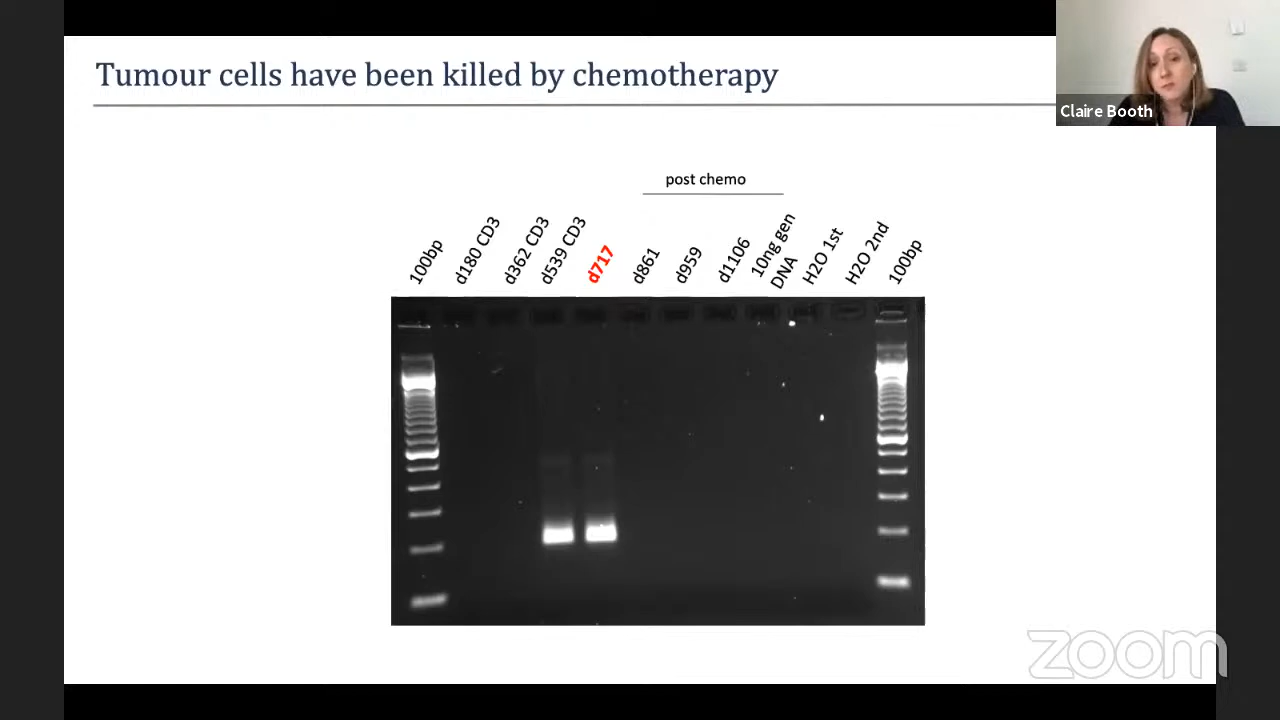 Tumour cells have been killed by chemotherapy
Claire Booth
post chemo
100bp
d180 CD3
d362 CD3
d539 CD3
d717
d861
d959
d1106
10ng gen
DNA
H2O 1st
H2O 2nd
100bp
zoom